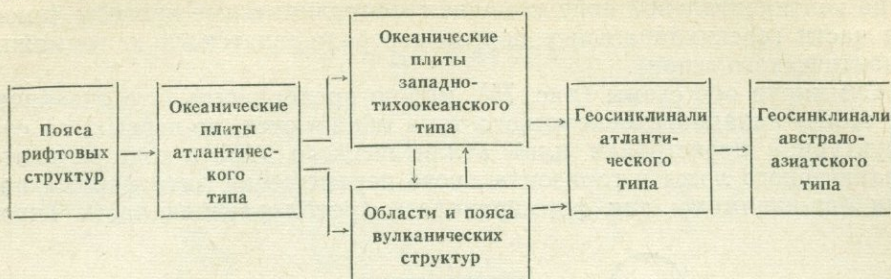 Пояса
рифтовых
структур
Океанические
плиты
атлантичес-
кого
типа
Океанические
плиты
западно-
тихоокеанского
типа
Области и пояса
вулканических
структур
Геосинклинали
атланти-
ческого
типа
Геосинклинали
австрало-
азиатского
типа